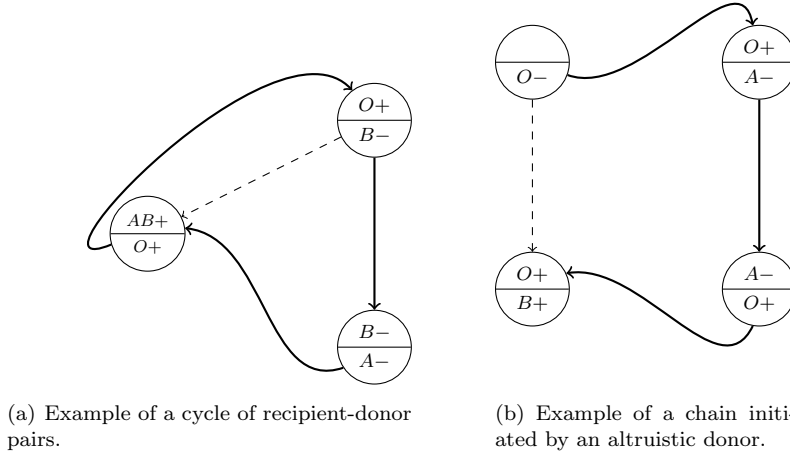 O+
B−
AB+
O+
B−
A−
(a) Example of a cycle of recipient-donor
pairs.
O−
O+
A−
O+
B+
A−
O+
(b) Example of a chain initi-
ated by an altruistic donor.